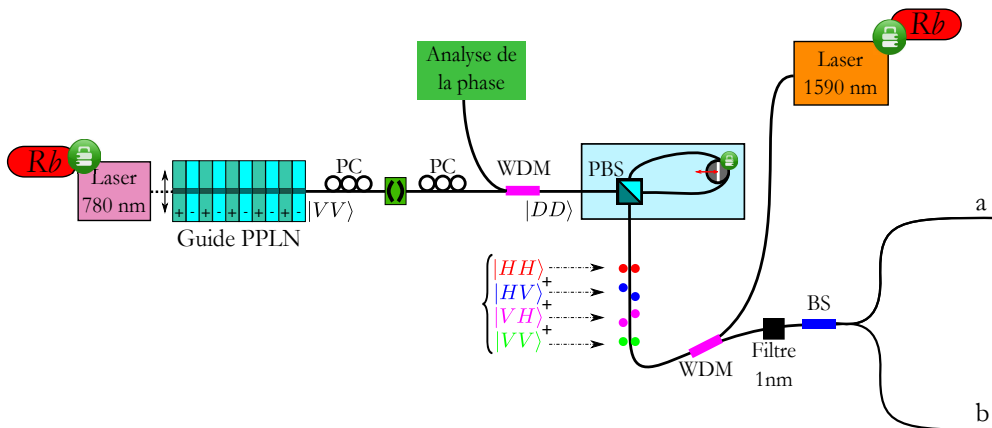 Rb
Laser
1590 nm
Analyse de
la phase
Rb
Laser
780 nm
+ - + - + - + - + -
Guide PPLN
PC
PC
|VV⟩
WDM
|DD⟩
PBS
|HH⟩
+
|HV⟩
+
|VH⟩
+
|VV⟩
WDM
Filtre
1nm
BS
a
b